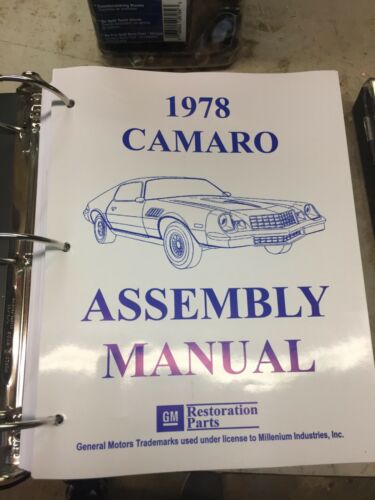 1978
CAMARO
ASSEMBLY
MANUAL
GM
Restoration
Parts
General Motors Trademarks used under license to Millenium Industries, Inc.